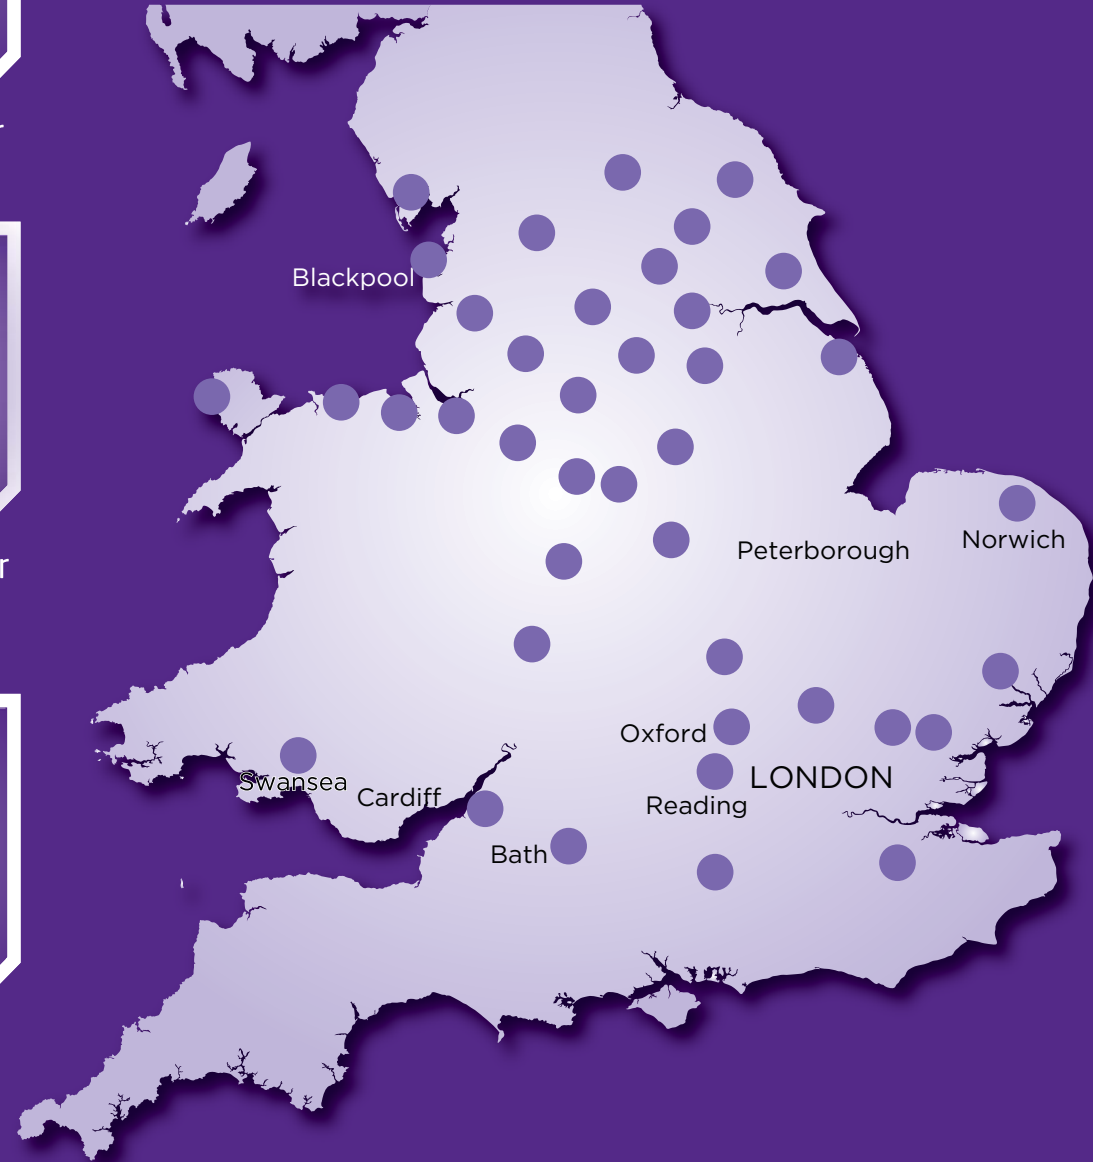 Blackpool
Norwich
Peterborough
Oxford
LONDON
Swansea
Cardiff
Reading
Bath